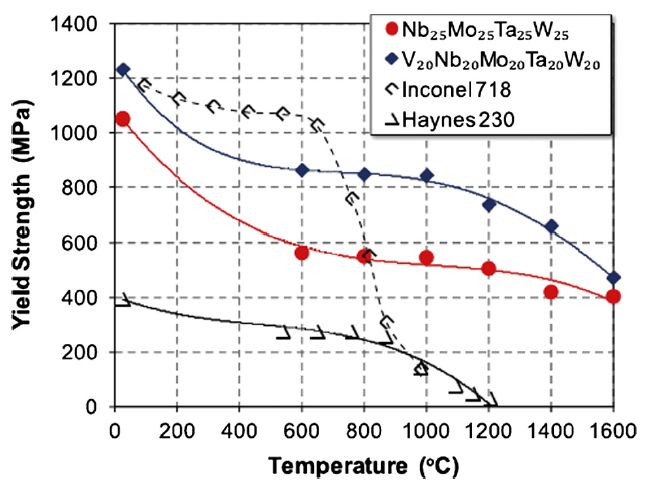 1400
1200
1000
800
600
400
200
0
Yield Strength (MPa)
Nb₂₅Mo₂₅Ta₂₅W₂₅
V₂₀Nb₂₀Mo₂₀Ta₂₀W₂₀
Inconel 718
Haynes 230
0 200 400 600 800 1000 1200 1400 1600
Temperature (°C)